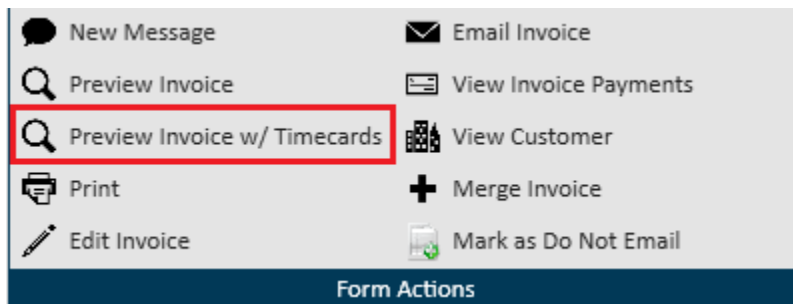 New Message
Email Invoice
Preview Invoice
View Invoice Payments
Preview Invoice w/ Timecards
View Customer
Print
Merge Invoice
Edit Invoice
Mark as Do Not Email
Form Actions